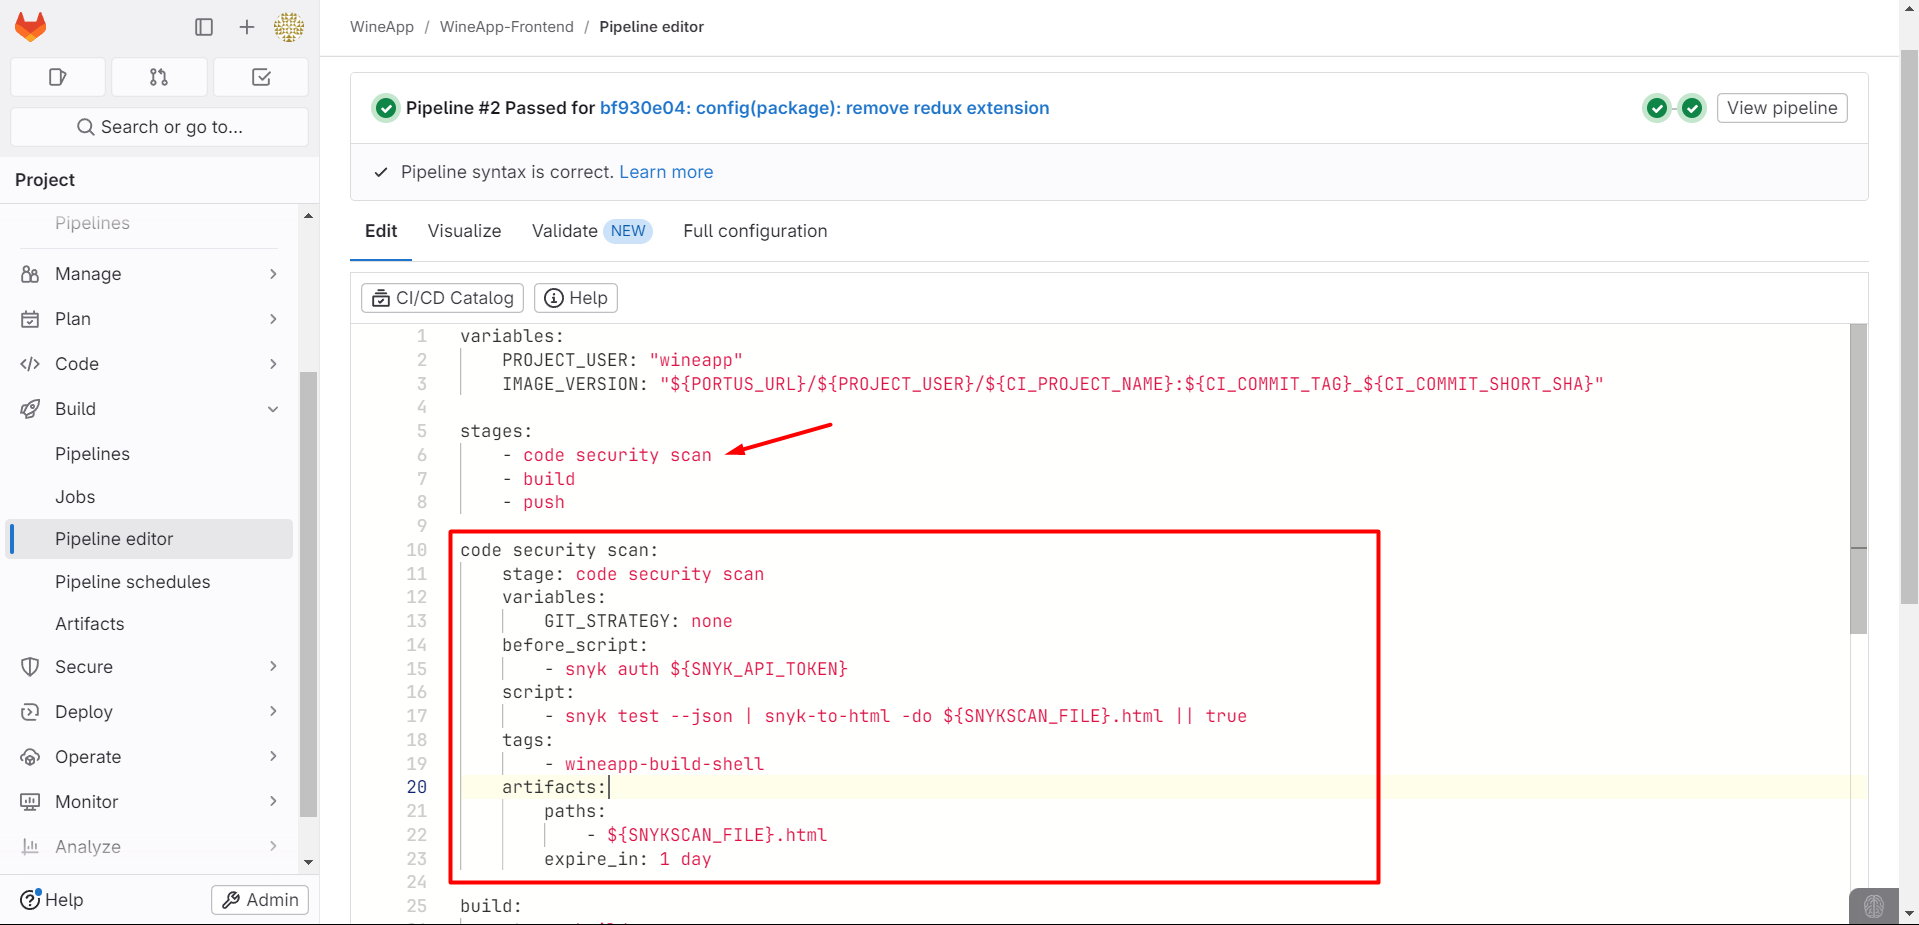 WineApp / WineApp-Frontend / Pipeline editor
Search or go to...
Project
Pipelines
Manage
Plan
Code
Build
Pipelines
Jobs
Pipeline editor
Pipeline schedules
Artifacts
Secure
Deploy
Operate
Monitor
Analyze
Help
Admin
Pipeline #2 Passed for bf930e04: config(package): remove redux extension
View pipeline
Pipeline syntax is correct. Learn more
Edit Visualize Validate NEW Full configuration
CI/CD Catalog Help
1 variables:
2 PROJECT_USER: "wineapp"
3 IMAGE_VERSION: "${PORTUS_URL}/${PROJECT_USER}/${CI_PROJECT_NAME}:${CI_COMMIT_TAG}_${CI_COMMIT_SHORT_SHA}"
4
5 stages:
6 - code security scan
7 - build
8 - push
9
10 code security scan:
11 stage: code security scan
12 variables:
13 GIT_STRATEGY: none
14 before_script:
15 - snyk auth ${SNYK_API_TOKEN}
16 script:
17 - snyk test --json | snyk-to-html -do ${SNYKSCAN_FILE}.html || true
18 tags:
19 - wineapp-build-shell
20 artifacts:
21 paths:
22 - ${SNYKSCAN_FILE}.html
23 expire_in: 1 day
24
25 build: